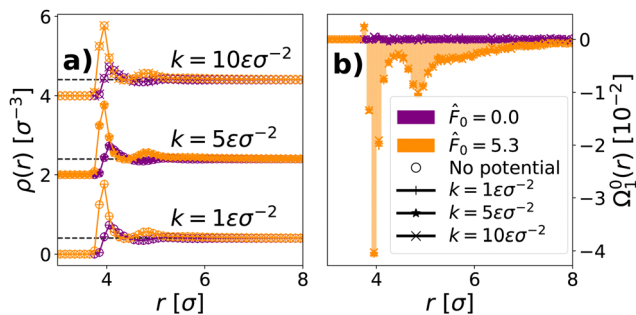 a)
k = 10εσ⁻²
k = 5εσ⁻²
k = 1εσ⁻²
ρ(r) [σ⁻³]
6
4
2
0
4
6
8
r [σ]
b)
F̂₀ = 0.0
F̂₀ = 5.3
No potential
k = 1εσ⁻²
k = 5εσ⁻²
k = 10εσ⁻²
0
−1
−2
−3
−4
Ω₁⁰(r) [10⁻²]
4
6
8
r [σ]